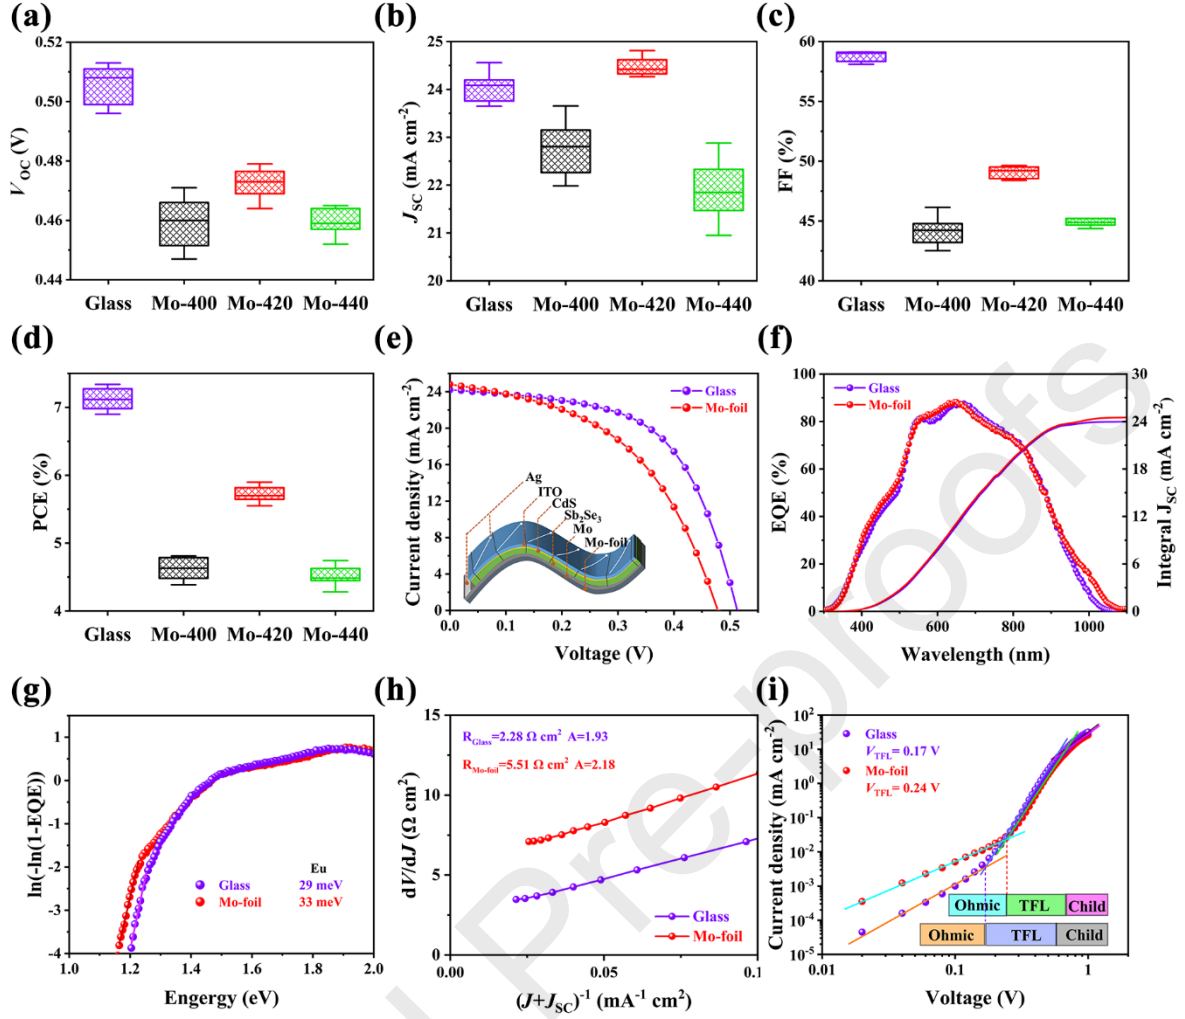 (a)
0.52
0.50
0.48
0.46
0.44
V_OC (V)
Glass Mo-400 Mo-420 Mo-440
(b)
25
24
23
22
21
20
J_SC (mA cm⁻²)
Glass Mo-400 Mo-420 Mo-440
(c)
60
55
50
45
40
FF (%)
Glass Mo-400 Mo-420 Mo-440
(d)
7
6
5
4
PCE (%)
Glass Mo-400 Mo-420 Mo-440
(e)
24
20
16
12
8
4
0
Current density (mA cm⁻²)
Glass
Mo-foil
Ag
ITO
CdS
Sb₂Se₃
Mo
Mo-foil
0.0 0.1 0.2 0.3 0.4 0.5
Voltage (V)
(f)
100
80
60
40
20
0
EQE (%)
Glass
Mo-foil
30
24
18
12
6
0
Integral J_SC (mA cm⁻²)
400 600 800 1000
Wavelength (nm)
(g)
1
0
-1
-2
-3
-4
ln(-ln(1-EQE))
Eu
Glass 29 meV
Mo-foil 33 meV
1.0 1.2 1.4 1.6 1.8 2.0
Engergy (eV)
(h)
15
10
5
0
dV/dJ (Ω cm²)
R_Glass=2.28 Ω cm² A=1.93
R_Mo-foil=5.51 Ω cm² A=2.18
Glass
Mo-foil
0.00 0.05 0.1
(J+J_SC)⁻¹ (mA⁻¹ cm²)
(i)
10²
10¹
10⁰
10⁻¹
10⁻²
10⁻³
10⁻⁴
10⁻⁵
Current density (mA cm⁻²)
Glass
V_TFL= 0.17 V
Mo-foil
V_TFL= 0.24 V
Ohmic TFL Child
Ohmic TFL Child
0.01 0.1 1
Voltage (V)
Pre-proofs